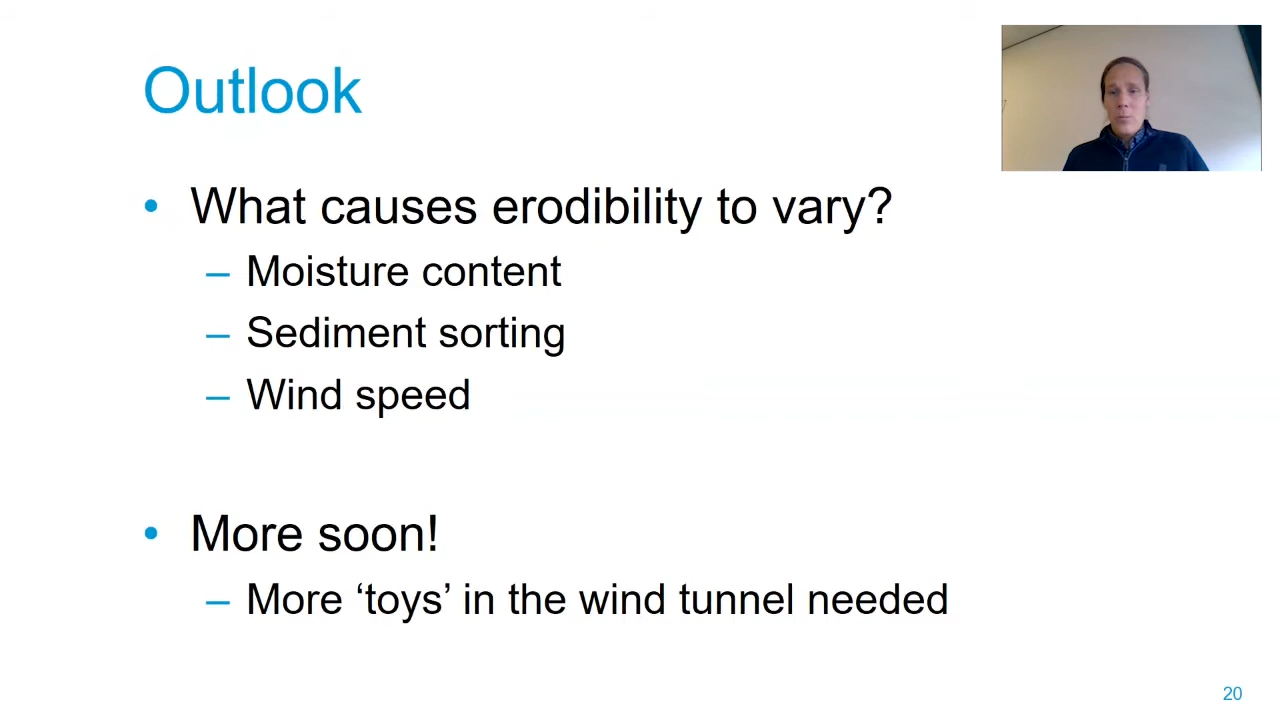 Outlook
• What causes erodibility to vary?
– Moisture content
– Sediment sorting
– Wind speed
• More soon!
– More ‘toys’ in the wind tunnel needed
20